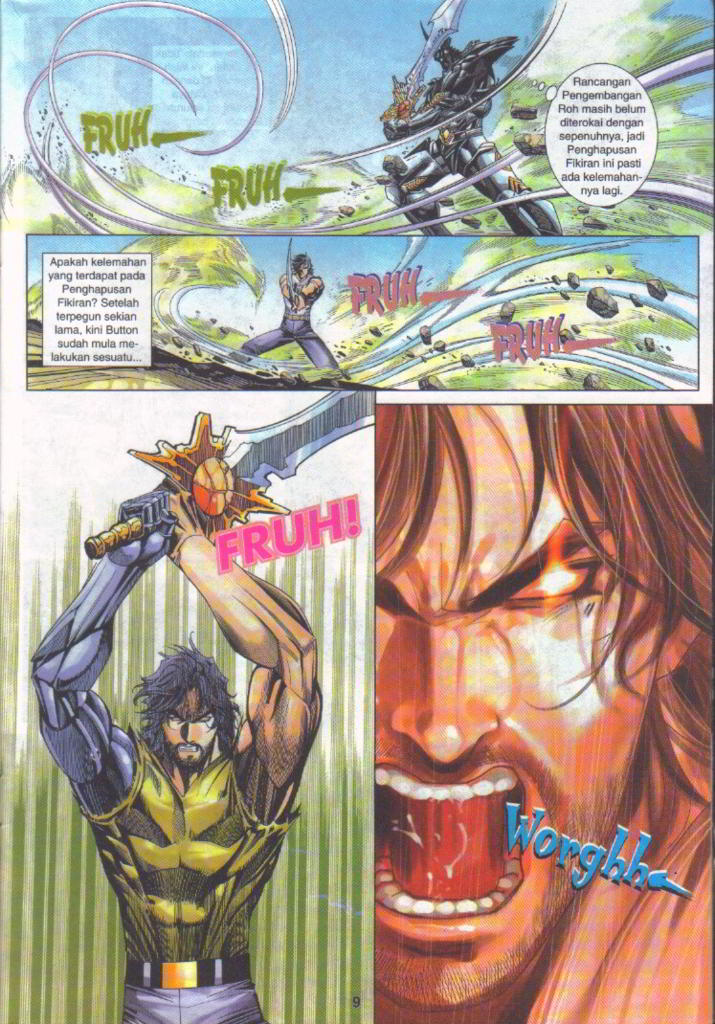 FRUH
FRUH
Rancangan
Pengembangan
Roh masih belum
diterokai dengan
sepenuhnya, jadi
Penghapusan
Fikiran ini pasti
ada kelemahan-
nya lagi.
Apakah kelemahan
yang terdapat pada
Penghapusan
Fikiran? Setelah
terpegun sekian
lama, kini Button
sudah mula me-
lakukan sesuatu...
FRUH
FRUH
FRUH!
Worghh
9